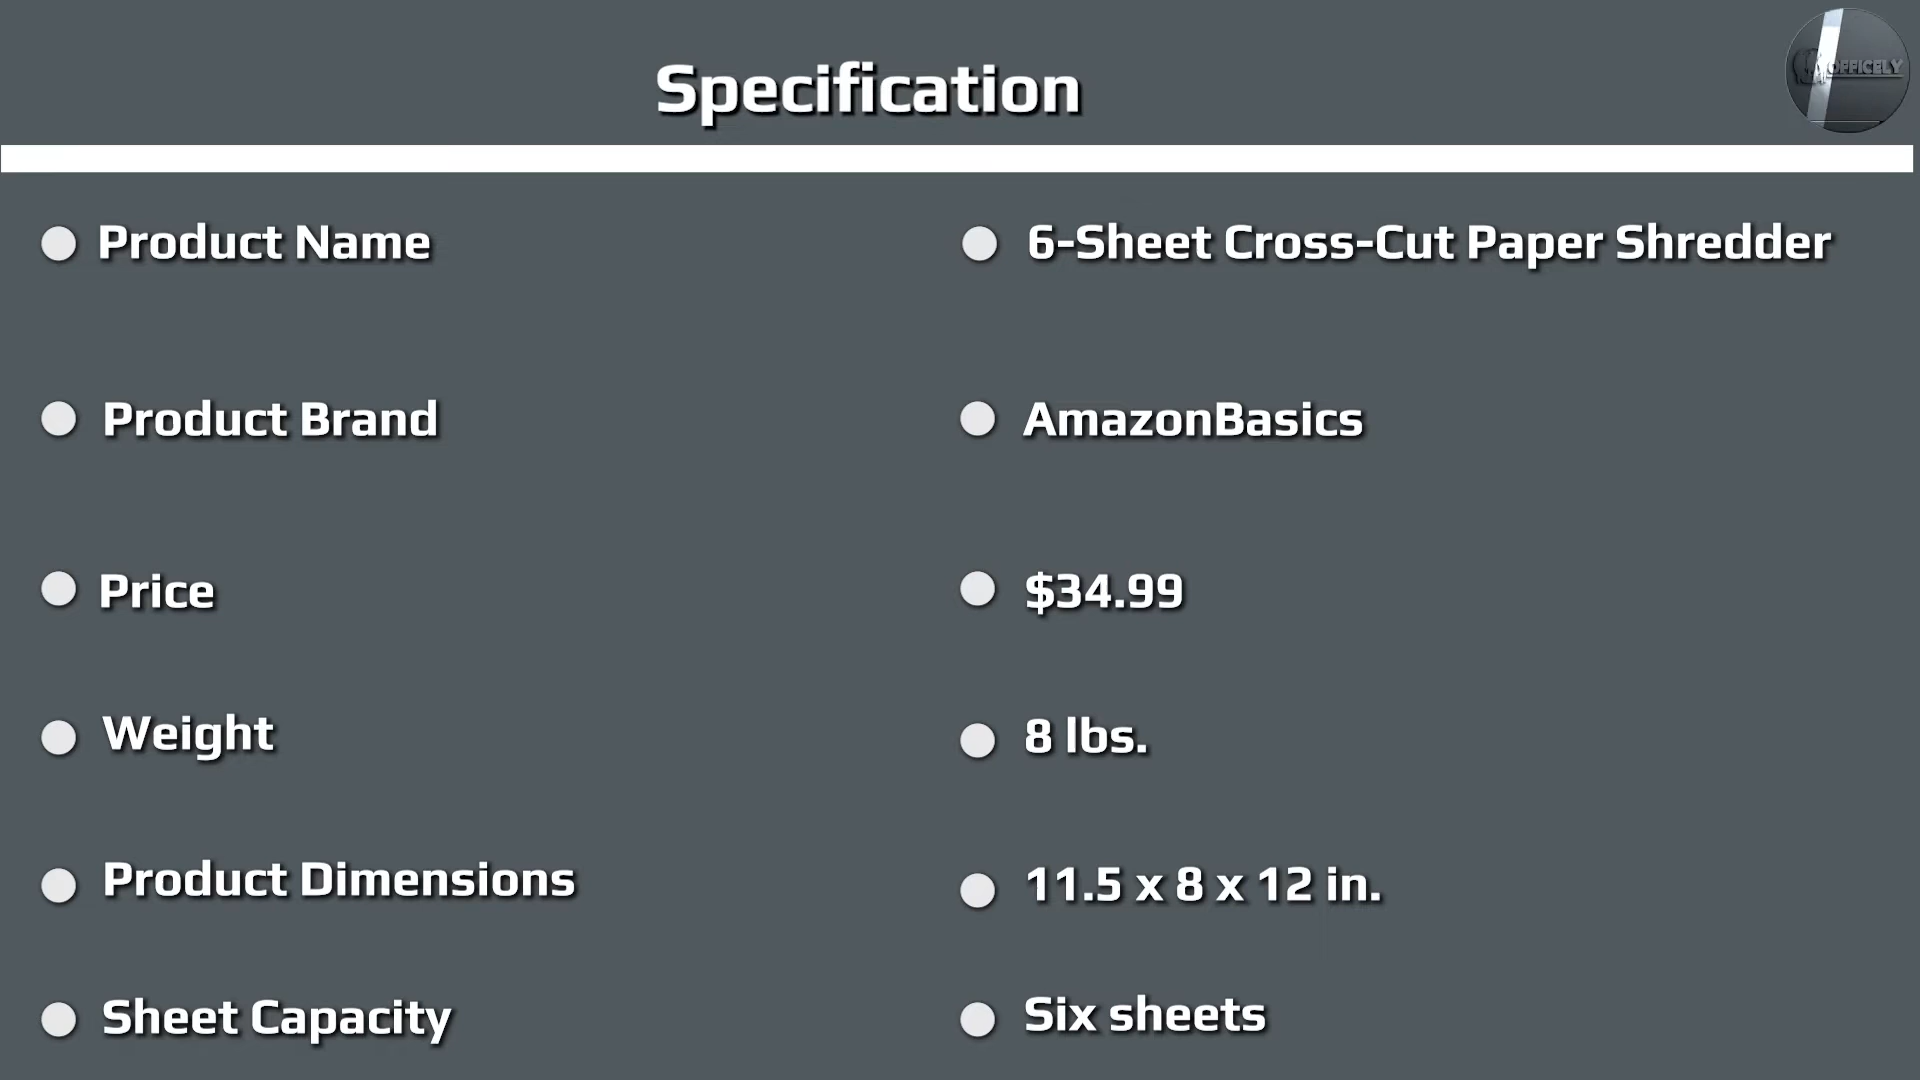 Specification
OFFICELY
Product Name
6-Sheet Cross-Cut Paper Shredder
Product Brand
AmazonBasics
Price
$34.99
Weight
8 lbs.
Product Dimensions
11.5 x 8 x 12 in.
Sheet Capacity
Six sheets